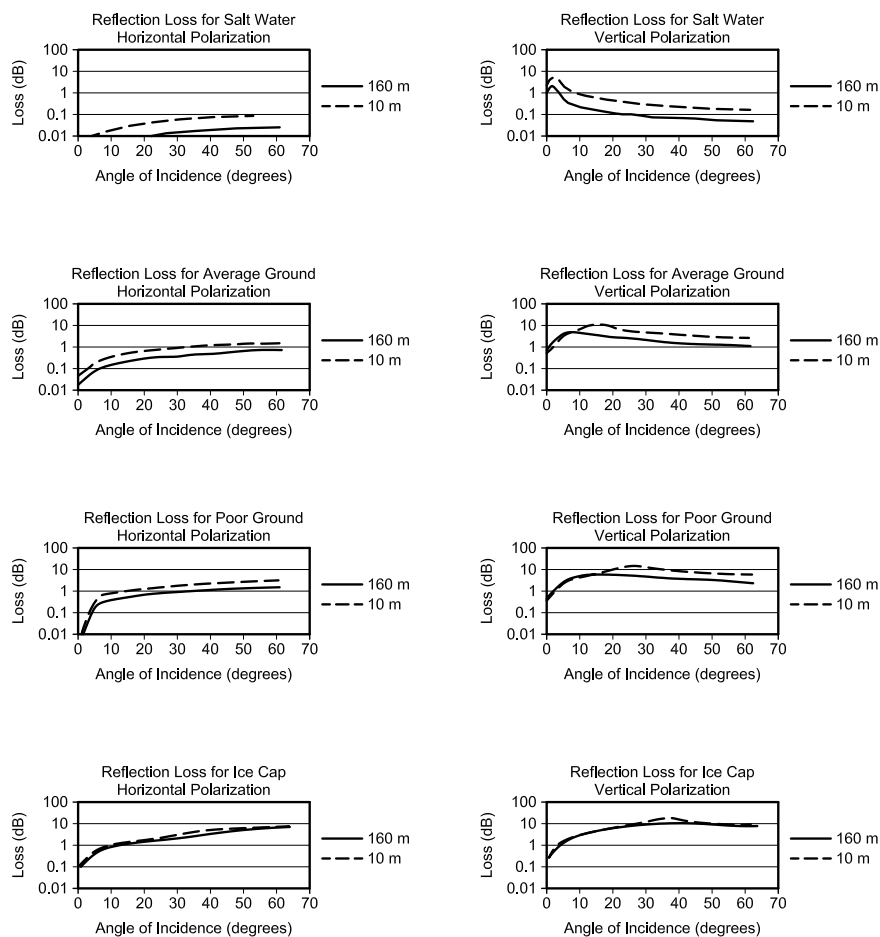 Reflection Loss for Salt Water
Horizontal Polarization
100
10
1
0.1
0.01
Loss (dB)
0 10 20 30 40 50 60 70
Angle of Incidence (degrees)
160 m
10 m
Reflection Loss for Salt Water
Vertical Polarization
100
10
1
0.1
0.01
Loss (dB)
0 10 20 30 40 50 60 70
Angle of Incidence (degrees)
160 m
10 m
Reflection Loss for Average Ground
Horizontal Polarization
100
10
1
0.1
0.01
Loss (dB)
0 10 20 30 40 50 60 70
Angle of Incidence (degrees)
160 m
10 m
Reflection Loss for Average Ground
Vertical Polarization
100
10
1
0.1
0.01
Loss (dB)
0 10 20 30 40 50 60 70
Angle of Incidence (degrees)
160 m
10 m
Reflection Loss for Poor Ground
Horizontal Polarization
100
10
1
0.1
0.01
Loss (dB)
0 10 20 30 40 50 60 70
Angle of Incidence (degrees)
160 m
10 m
Reflection Loss for Poor Ground
Vertical Polarization
100
10
1
0.1
0.01
Loss (dB)
0 10 20 30 40 50 60 70
Angle of Incidence (degrees)
160 m
10 m
Reflection Loss for Ice Cap
Horizontal Polarization
100
10
1
0.1
0.01
Loss (dB)
0 10 20 30 40 50 60 70
Angle of Incidence (degrees)
160 m
10 m
Reflection Loss for Ice Cap
Vertical Polarization
100
10
1
0.1
0.01
Loss (dB)
0 10 20 30 40 50 60 70
Angle of Incidence (degrees)
160 m
10 m